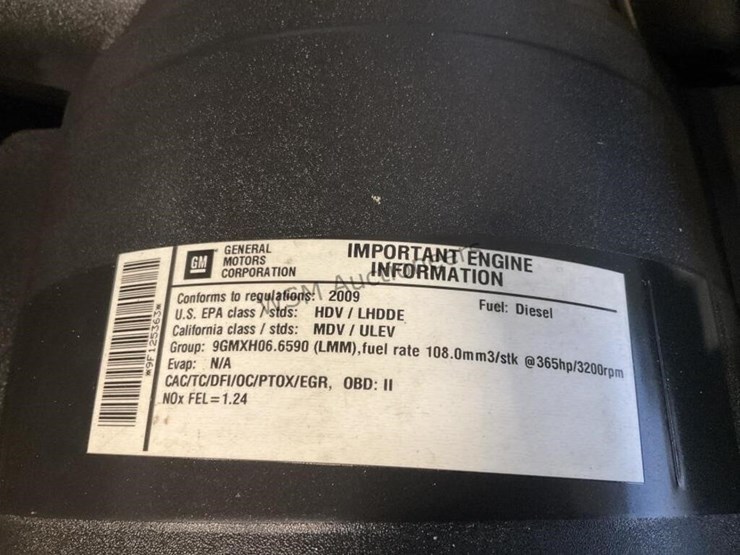 GM
GENERAL
MOTORS
CORPORATION
IMPORTANT ENGINE
INFORMATION
Conforms to regulations: 2009
Fuel: Diesel
U.S. EPA class / stds: HDV / LHDDE
California class / stds: MDV / ULEV
Group: 9GMXH06.6590 (LMM),fuel rate 108.0mm3/stk @365hp/3200rpm
Evap: N/A
CAC/TC/DFI/OC/PTOX/EGR, OBD: II
NOx FEL=1.24
*9F125363*